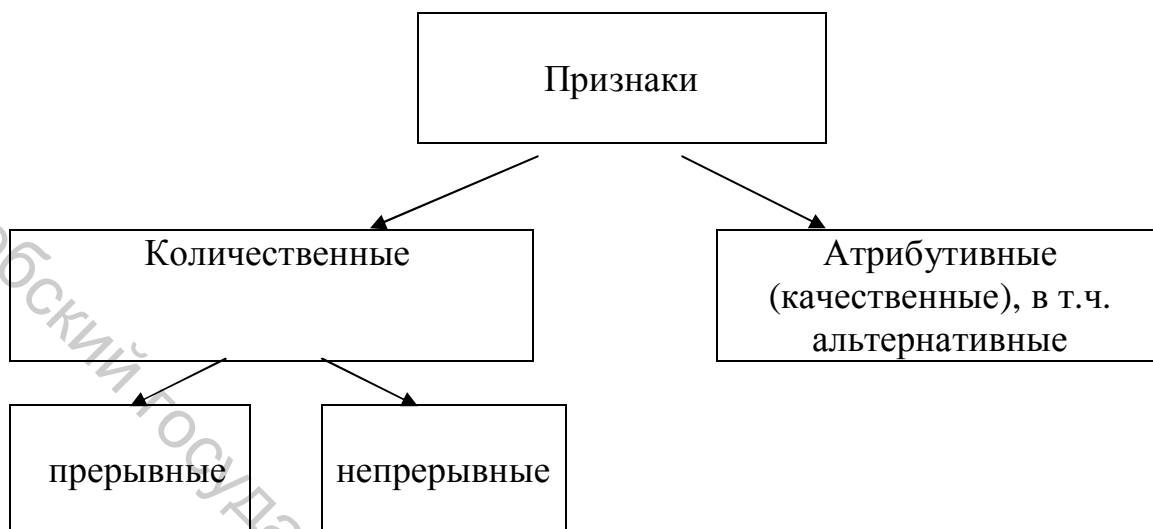 Признаки
Количественные
Атрибутивные
(качественные), в т.ч.
альтернативные
прерывные
непрерывные